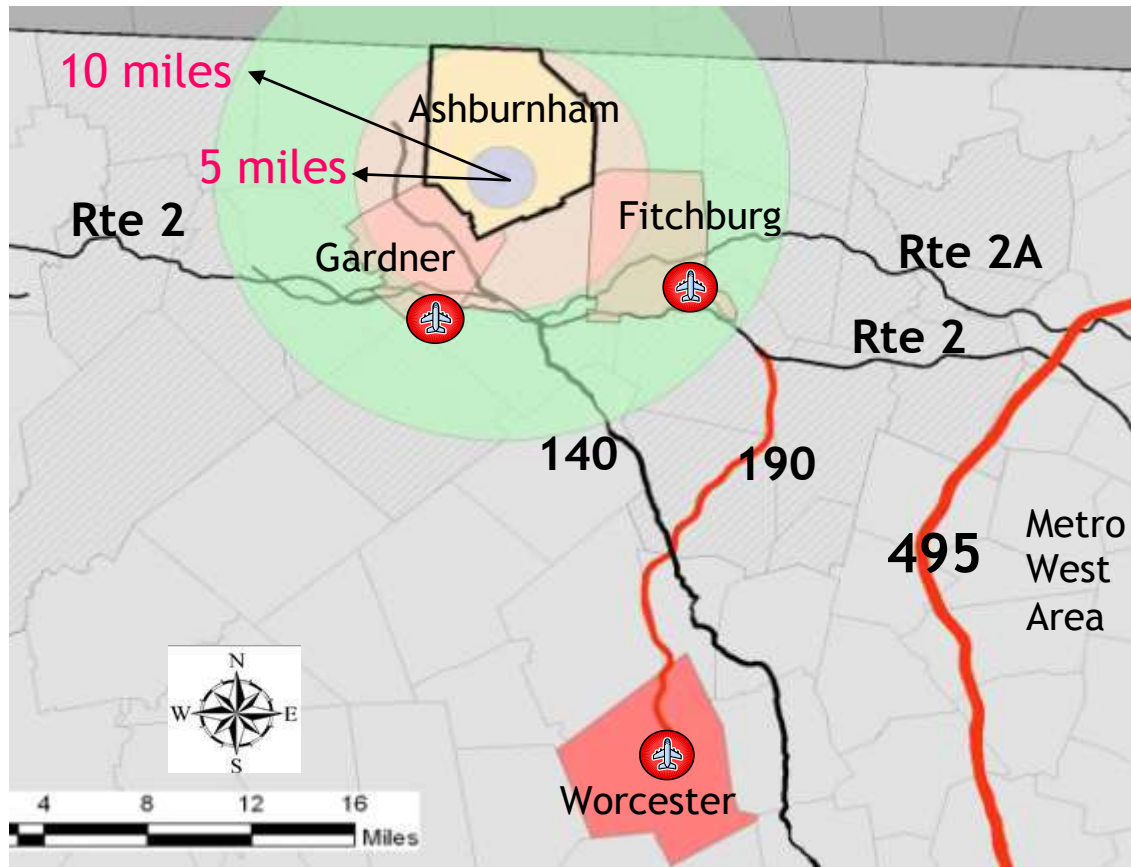 10 miles
Ashburnham
5 miles
Rte 2
Fitchburg
Gardner
Rte 2A
Rte 2
140
190
495
Metro
West
Area
N
W E
S
Worcester
4 8 12 16
Miles